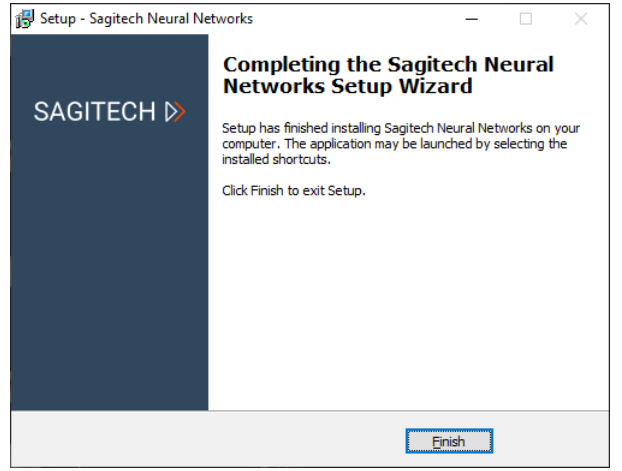 Setup - Sagitech Neural Networks
SAGITECH
Completing the Sagitech Neural
Networks Setup Wizard
Setup has finished installing Sagitech Neural Networks on your
computer. The application may be launched by selecting the
installed shortcuts.
Click Finish to exit Setup.
Finish